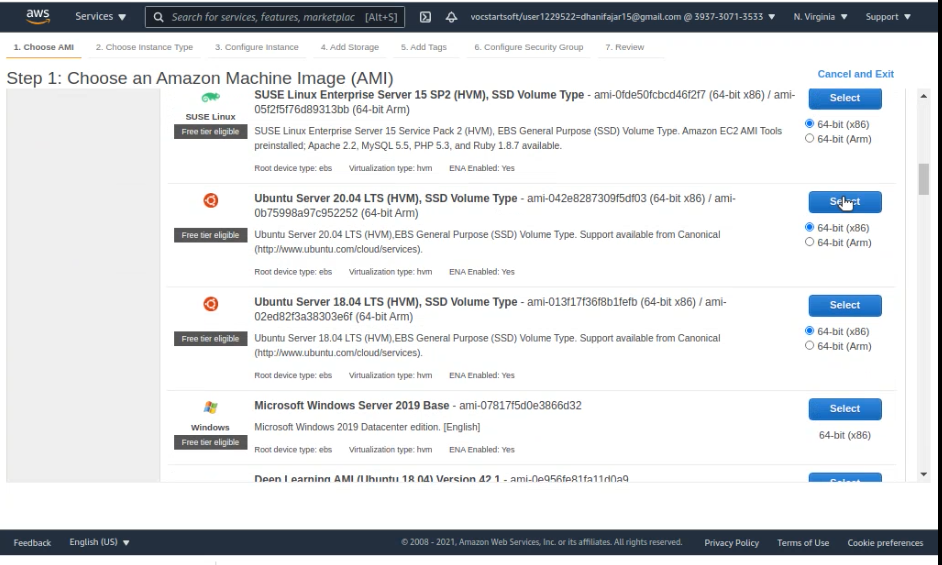 aws
Services
Search for services, features, marketplac [Alt+S]
vocstartsoft/user1229522=dhanifajar15@gmail.com @ 3937-3071-3533
N. Virginia
Support
1. Choose AMI
2. Choose Instance Type
3. Configure Instance
4. Add Storage
5. Add Tags
6. Configure Security Group
7. Review
Step 1: Choose an Amazon Machine Image (AMI)
Cancel and Exit
SUSE Linux
Free tier eligible
SUSE Linux Enterprise Server 15 SP2 (HVM), SSD Volume Type - ami-0fde50fcbcd46f2f7 (64-bit x86) / ami-
05f2f5f76d89313bb (64-bit Arm)
SUSE Linux Enterprise Server 15 Service Pack 2 (HVM), EBS General Purpose (SSD) Volume Type. Amazon EC2 AMI Tools
preinstalled; Apache 2.2, MySQL 5.5, PHP 5.3, and Ruby 1.8.7 available.
Root device type: ebs Virtualization type: hvm ENA Enabled: Yes
Select
64-bit (x86)
64-bit (Arm)
Free tier eligible
Ubuntu Server 20.04 LTS (HVM), SSD Volume Type - ami-042e8287309f5df03 (64-bit x86) / ami-
0b75998a97c952252 (64-bit Arm)
Ubuntu Server 20.04 LTS (HVM),EBS General Purpose (SSD) Volume Type. Support available from Canonical
(http://www.ubuntu.com/cloud/services).
Root device type: ebs Virtualization type: hvm ENA Enabled: Yes
Select
64-bit (x86)
64-bit (Arm)
Free tier eligible
Ubuntu Server 18.04 LTS (HVM), SSD Volume Type - ami-013f17f36f8b1fefb (64-bit x86) / ami-
02ed82f3a38303e6f (64-bit Arm)
Ubuntu Server 18.04 LTS (HVM),EBS General Purpose (SSD) Volume Type. Support available from Canonical
(http://www.ubuntu.com/cloud/services).
Root device type: ebs Virtualization type: hvm ENA Enabled: Yes
Select
64-bit (x86)
64-bit (Arm)
Windows
Free tier eligible
Microsoft Windows Server 2019 Base - ami-07817f5d0e3866d32
Microsoft Windows 2019 Datacenter edition. [English]
Root device type: ebs Virtualization type: hvm ENA Enabled: Yes
Select
64-bit (x86)
Deep Learning AMI (Ubuntu 18.04) Version 42.1 - ami-0e956fe81fa11d0a9
Select
Feedback
English (US)
© 2008 - 2021, Amazon Web Services, Inc. or its affiliates. All rights reserved.
Privacy Policy
Terms of Use
Cookie preferences